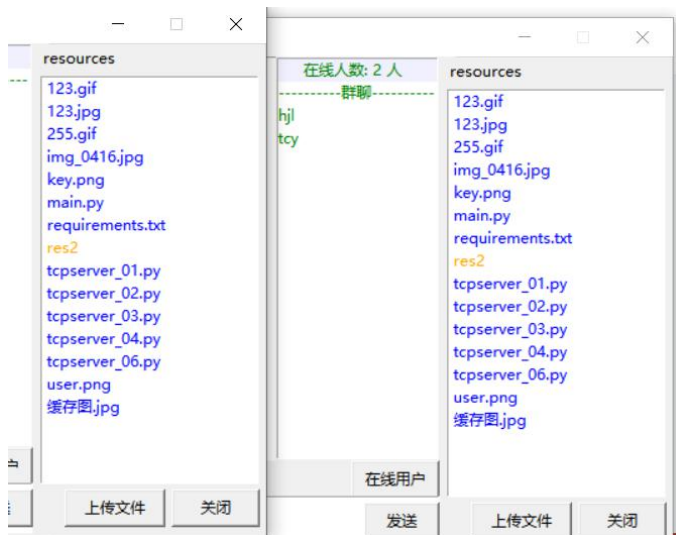 resources
123.gif
123.jpg
255.gif
img_0416.jpg
key.png
main.py
requirements.txt
res2
tcpserver_01.py
tcpserver_02.py
tcpserver_03.py
tcpserver_04.py
tcpserver_06.py
user.png
缓存图.jpg
上传文件
关闭
在线人数: 2 人
----------群聊----------
hjl
tcy
在线用户
发送
resources
123.gif
123.jpg
255.gif
img_0416.jpg
key.png
main.py
requirements.txt
res2
tcpserver_01.py
tcpserver_02.py
tcpserver_03.py
tcpserver_04.py
tcpserver_06.py
user.png
缓存图.jpg
上传文件
关闭